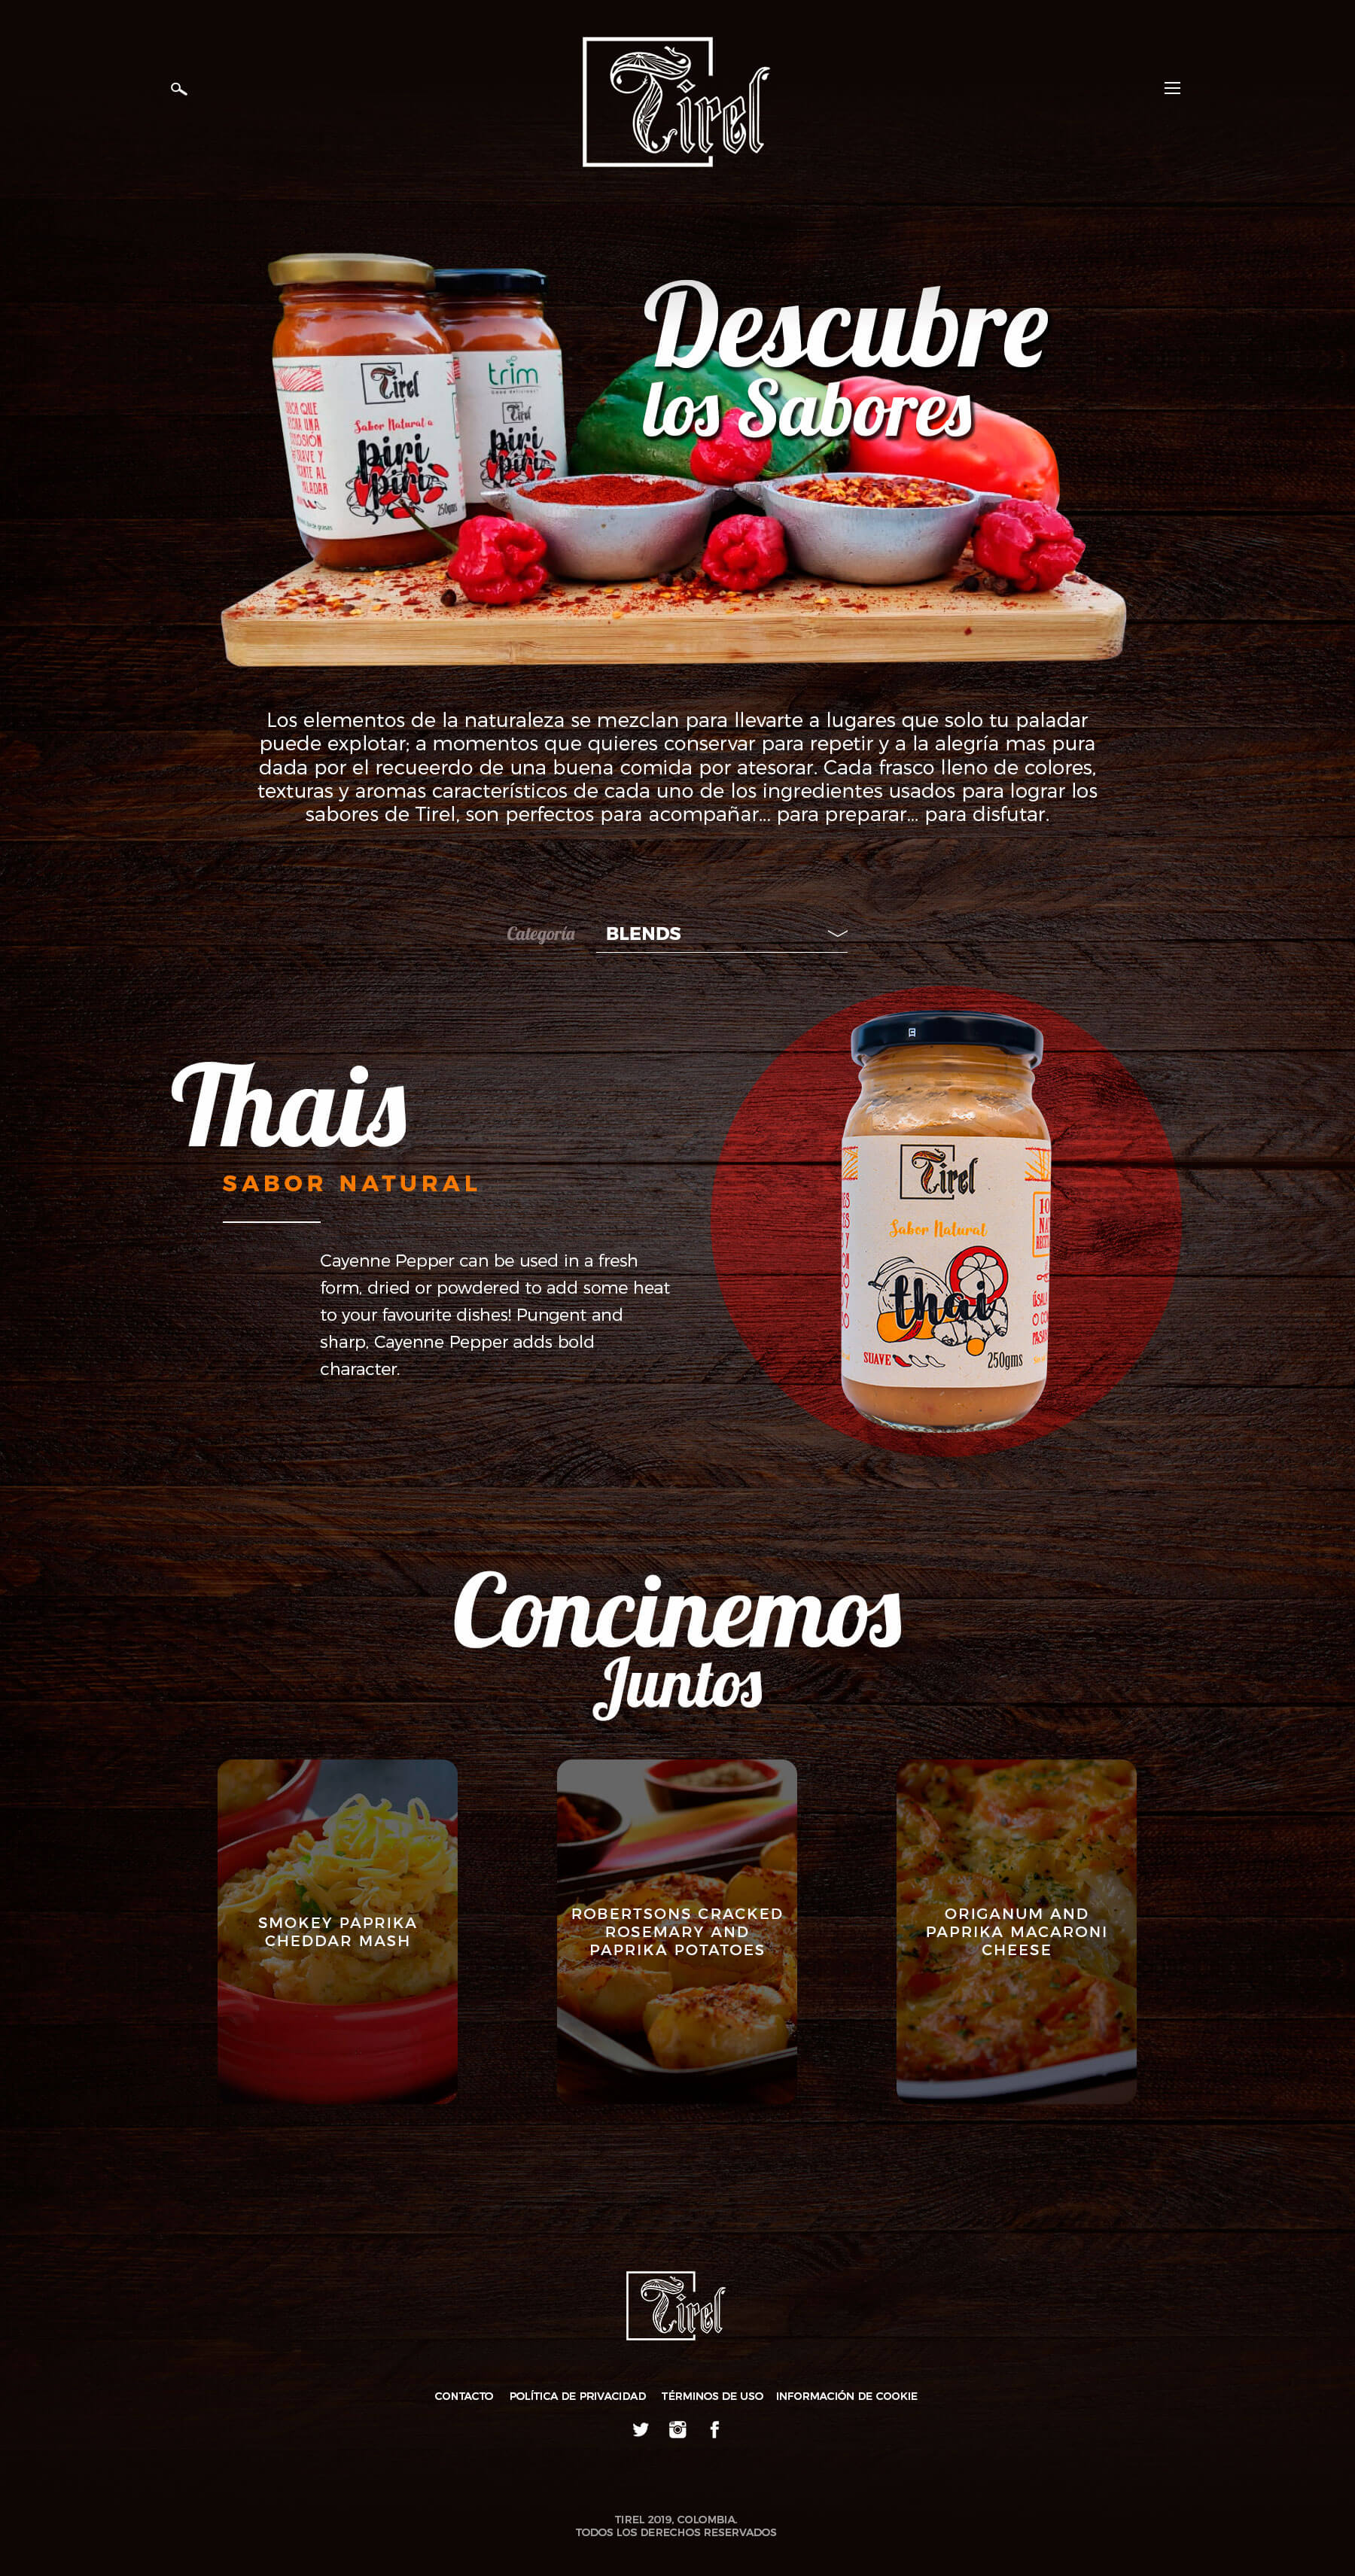 Tirel
Descubre
los Sabores
Tirel
Sabor Natural a
piri
piri
250gms
trim
Tirel
piri
piri
Los elementos de la naturaleza se mezclan para llevarte a lugares que solo tu paladar
puede explotar; a momentos que quieres conservar para repetir y a la alegría mas pura
dada por el recueerdo de una buena comida por atesorar. Cada frasco lleno de colores,
texturas y aromas característicos de cada uno de los ingredientes usados para lograr los
sabores de Tirel, son perfectos para acompañar... para preparar... para disfutar.
Categoría BLENDS
Thais
SABOR NATURAL
Cayenne Pepper can be used in a fresh
form, dried or powdered to add some heat
to your favourite dishes! Pungent and
sharp, Cayenne Pepper adds bold
character.
Tirel
Sabor Natural
thai
SUAVE
250gms
Concinemos
Juntos
SMOKEY PAPRIKA
CHEDDAR MASH
ROBERTSONS CRACKED
ROSEMARY AND
PAPRIKA POTATOES
ORIGANUM AND
PAPRIKA MACARONI
CHEESE
Tirel
CONTACTO POLÍTICA DE PRIVACIDAD TÉRMINOS DE USO INFORMACIÓN DE COOKIE
TIREL 2019, COLOMBIA.
TODOS LOS DERECHOS RESERVADOS